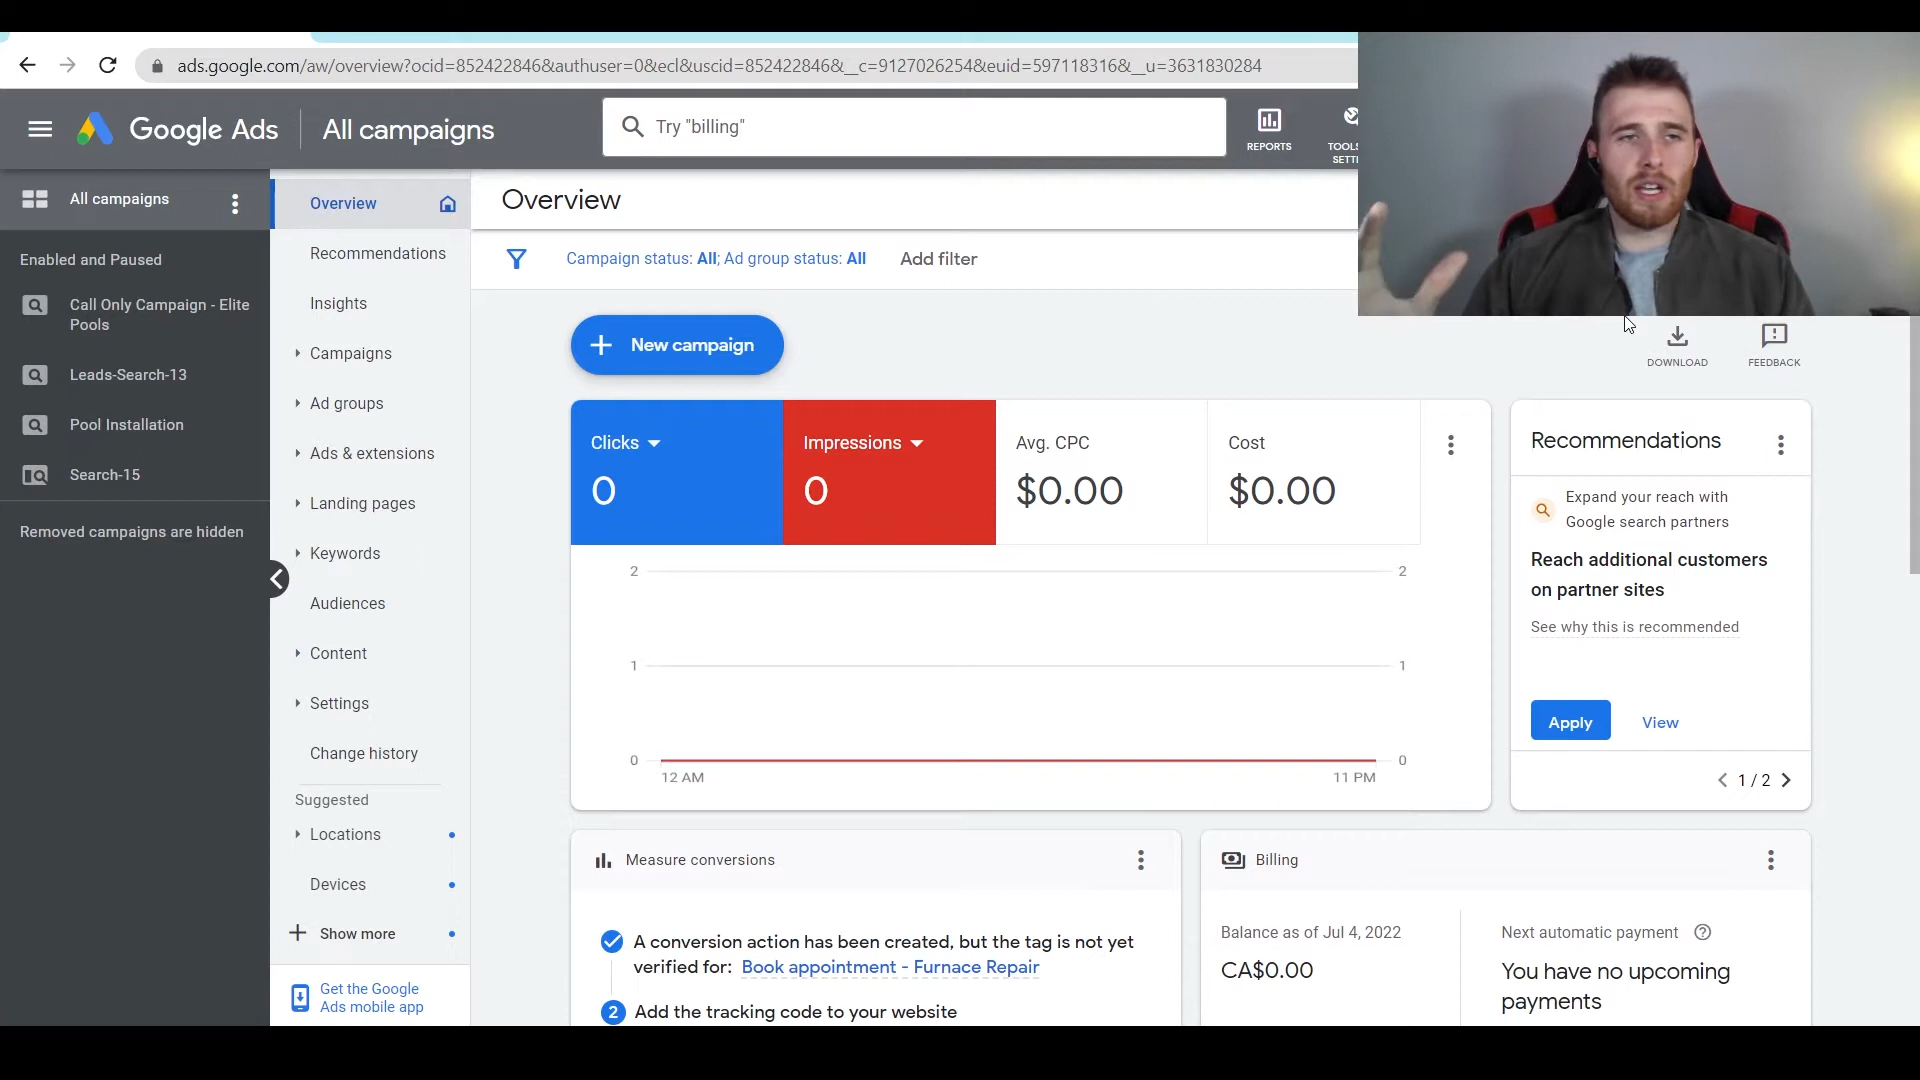 ads.google.com/aw/overview?ocid=852422846&authuser=0&ecl&uscid=852422846&__c=9127026254&euid=597118316&__u=3631830284
Google Ads
All campaigns
Try "billing"
REPORTS
TOOLS
SETTI
All campaigns
Enabled and Paused
Call Only Campaign - Elite
Pools
Leads-Search-13
Pool Installation
Search-15
Removed campaigns are hidden
Overview
Recommendations
Insights
Campaigns
Ad groups
Ads & extensions
Landing pages
Keywords
Audiences
Content
Settings
Change history
Suggested
Locations
Devices
Show more
Get the Google
Ads mobile app
Overview
Campaign status: All; Ad group status: All
Add filter
New campaign
DOWNLOAD
FEEDBACK
Clicks
0
Impressions
0
Avg. CPC
$0.00
Cost
$0.00
2
2
1
1
0
0
12 AM
11 PM
Recommendations
Expand your reach with
Google search partners
Reach additional customers
on partner sites
See why this is recommended
Apply
View
1 / 2
Measure conversions
A conversion action has been created, but the tag is not yet
verified for: Book appointment - Furnace Repair
2 Add the tracking code to your website
Billing
Balance as of Jul 4, 2022
CA$0.00
Next automatic payment
You have no upcoming
payments